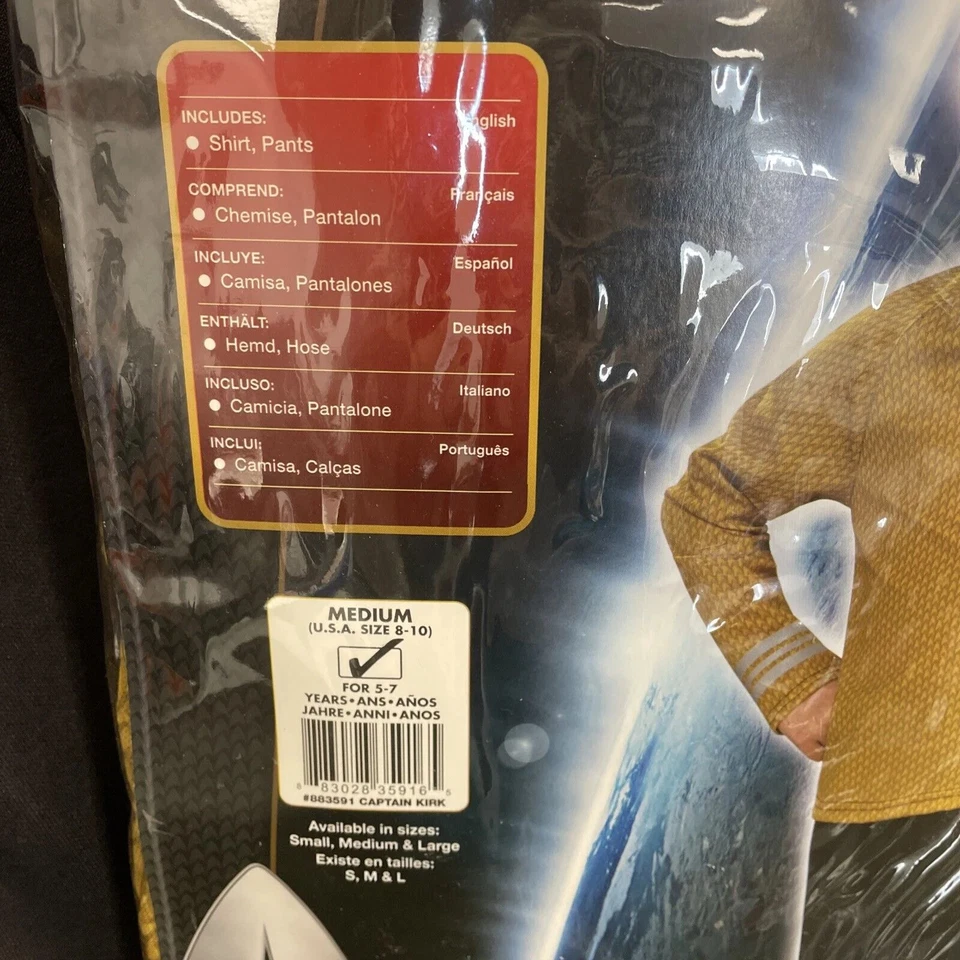 INCLUDES: English
● Shirt, Pants
COMPREND: Français
● Chemise, Pantalon
INCLUYE: Español
● Camisa, Pantalones
ENTHÄLT: Deutsch
● Hemd, Hose
INCLUSO: Italiano
● Camicia, Pantalone
INCLUI: Português
● Camisa, Calças
MEDIUM
(U.S.A. SIZE 8-10)
FOR 5-7
YEARS•ANS•AÑOS
JAHRE•ANNI•ANOS
8 83028 35916 5
#883591 CAPTAIN KIRK
Available in sizes:
Small, Medium & Large
Existe en tailles:
S, M & L